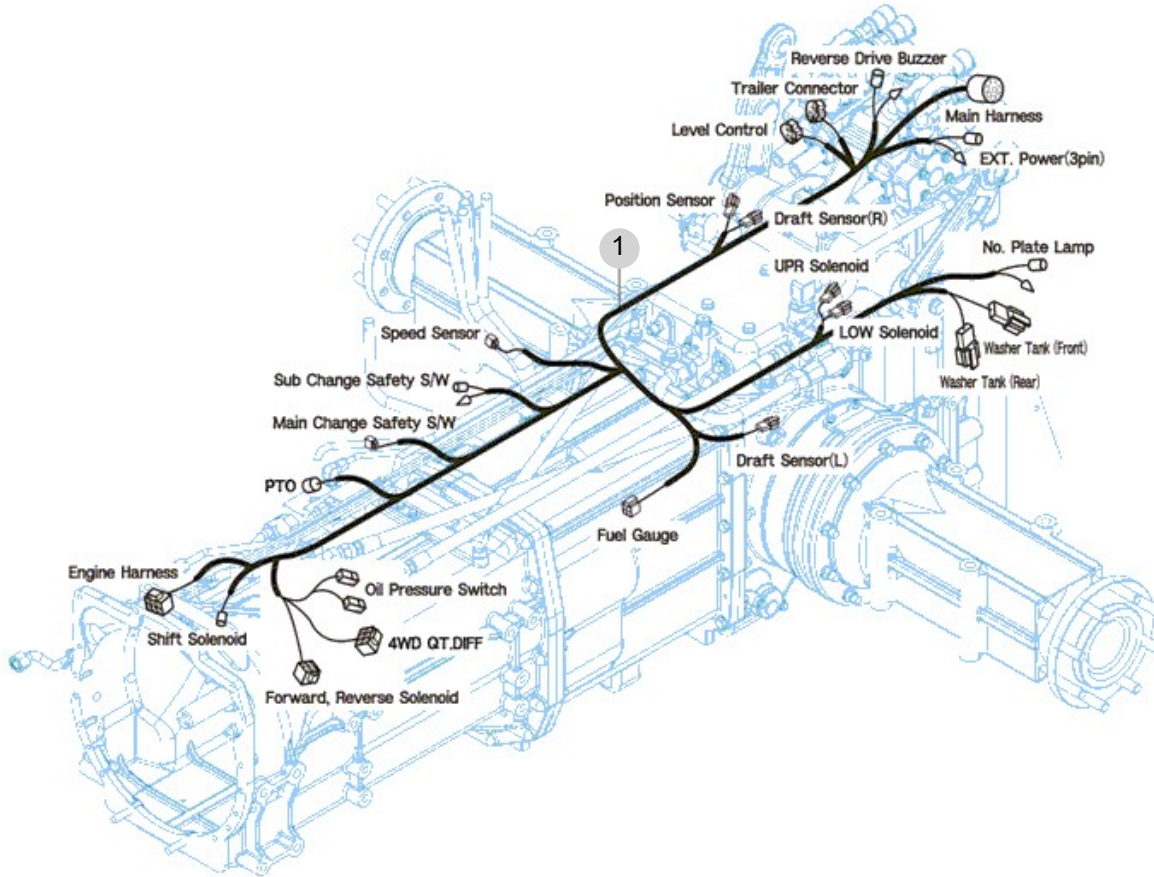 Reverse Drive Buzzer
Trailer Connector
Main Harness
Level Control
EXT. Power(3pin)
Position Sensor
Draft Sensor(R)
1
No. Plate Lamp
UPR Solenoid
Speed Sensor
LOW Solenoid
Washer Tank (Front)
Sub Change Safety S/W
Washer Tank (Rear)
Main Change Safety S/W
Draft Sensor(L)
PTO
Fuel Gauge
Engine Harness
Oil Pressure Switch
Shift Solenoid
4WD QT,DIFF
Forward, Reverse Solenoid